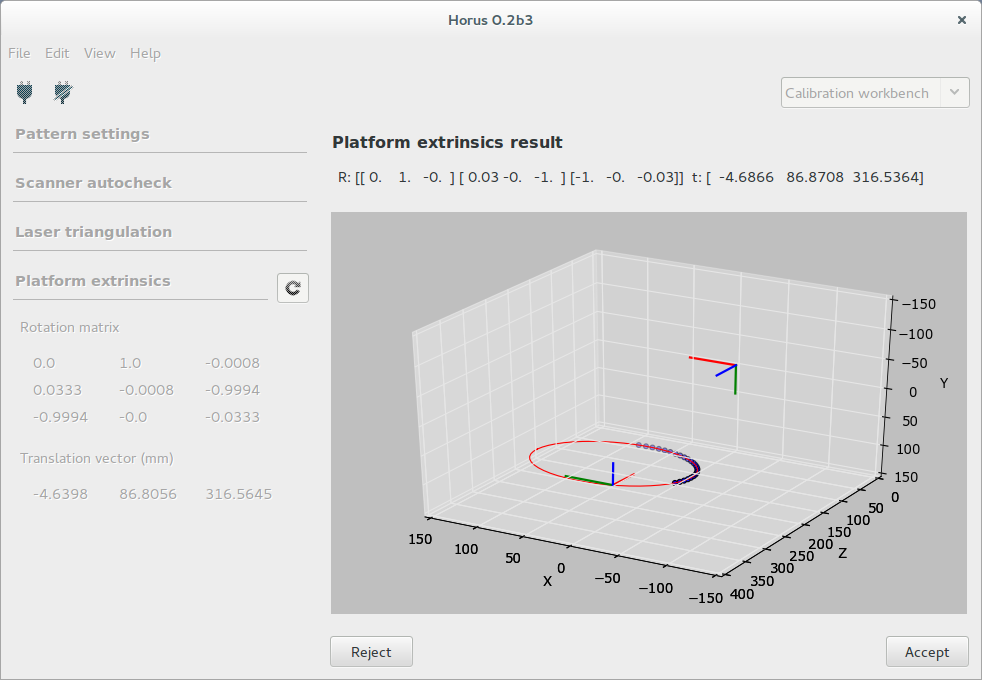 Horus 0.2b3
File Edit View Help
Calibration workbench
Pattern settings
Scanner autocheck
Laser triangulation
Platform extrinsics
Rotation matrix
0.0 1.0 -0.0008
0.0333 -0.0008 -0.9994
-0.9994 -0.0 -0.0333
Translation vector (mm)
-4.6398 86.8056 316.5645
Platform extrinsics result
R: [[ 0. 1. -0. ] [ 0.03 -0. -1. ] [-1. -0. -0.03]] t: [ -4.6866 86.8708 316.5364]
−150
−100
−50
0
50
100
150
Y
0
50
100
150
200
250
300
350
400
Z
150
100
50
0
−50
−100
−150
X
Reject
Accept